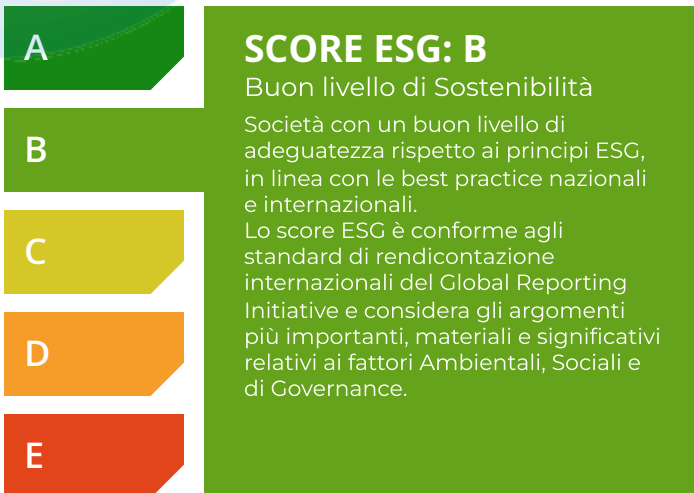 A
B
C
D
E
SCORE ESG: B
Buon livello di Sostenibilità
Società con un buon livello di
adeguatezza rispetto ai principi ESG,
in linea con le best practice nazionali
e internazionali.
Lo score ESG è conforme agli
standard di rendicontazione
internazionali del Global Reporting
Initiative e considera gli argomenti
più importanti, materiali e significativi
relativi ai fattori Ambientali, Sociali e
di Governance.